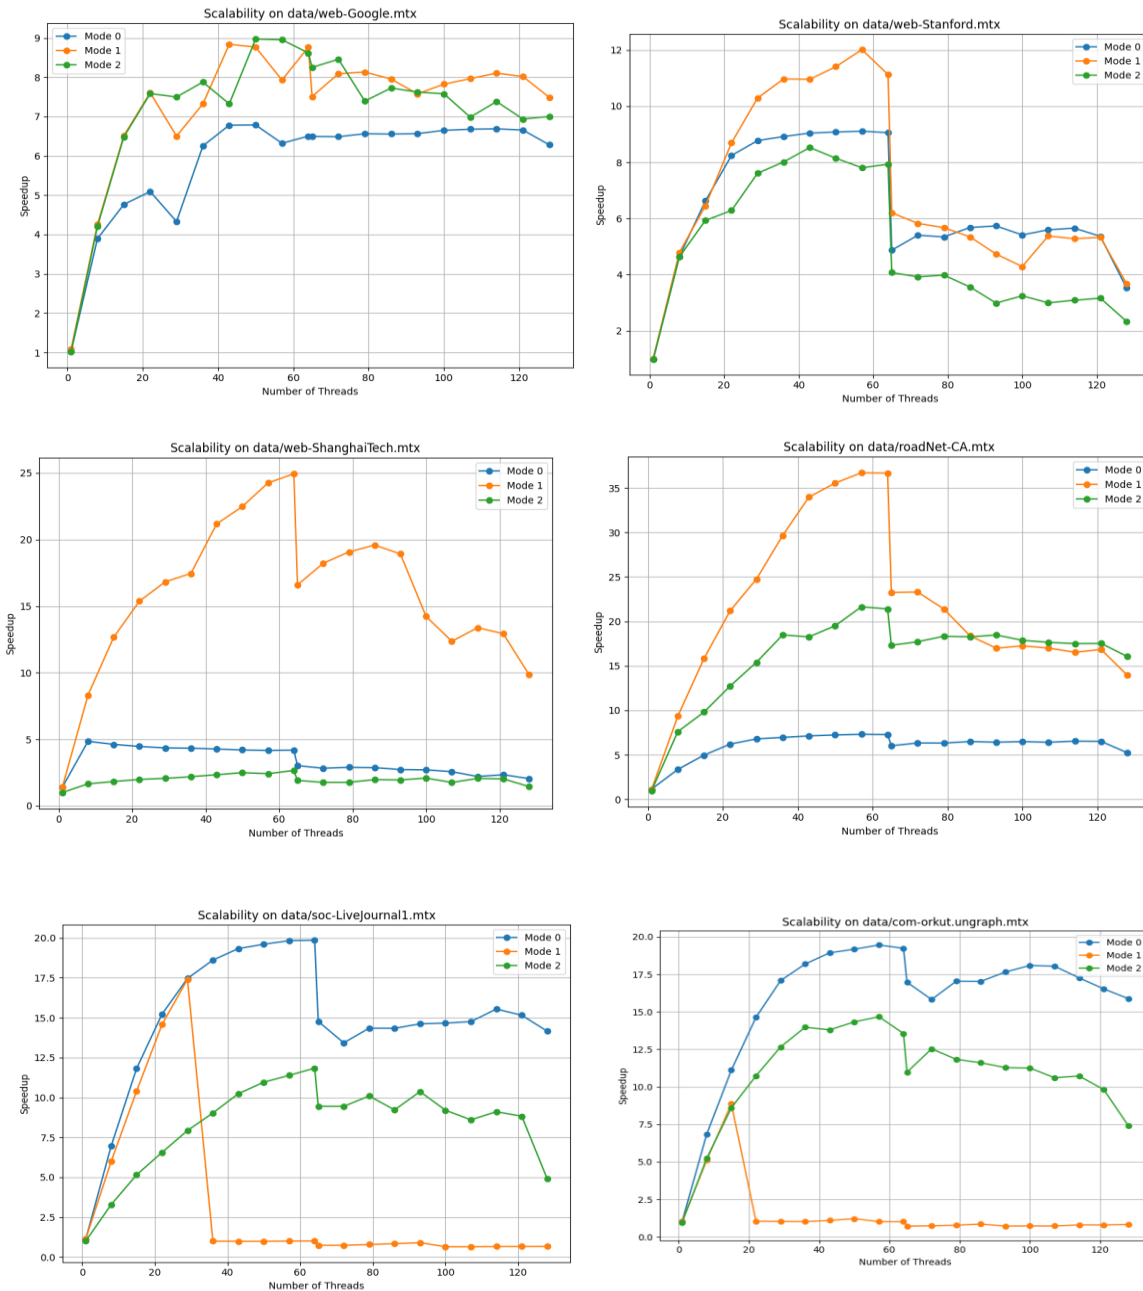 Scalability on data/web-Google.mtx
Mode 0
Mode 1
Mode 2
9
8
7
6
5
4
3
2
1
Speedup
0 20 40 60 80 100 120
Number of Threads
Scalability on data/web-Stanford.mtx
Mode 0
Mode 1
Mode 2
12
10
8
6
4
2
Speedup
0 20 40 60 80 100 120
Number of Threads
Scalability on data/web-ShanghaiTech.mtx
Mode 0
Mode 1
Mode 2
25
20
15
10
5
0
Speedup
0 20 40 60 80 100 120
Number of Threads
Scalability on data/roadNet-CA.mtx
Mode 0
Mode 1
Mode 2
35
30
25
20
15
10
5
0
Speedup
0 20 40 60 80 100 120
Number of Threads
Scalability on data/soc-LiveJournal1.mtx
Mode 0
Mode 1
Mode 2
20.0
17.5
15.0
12.5
10.0
7.5
5.0
2.5
0.0
Speedup
0 20 40 60 80 100 120
Number of Threads
Scalability on data/com-orkut.ungraph.mtx
Mode 0
Mode 1
Mode 2
20.0
17.5
15.0
12.5
10.0
7.5
5.0
2.5
0.0
Speedup
0 20 40 60 80 100 120
Number of Threads